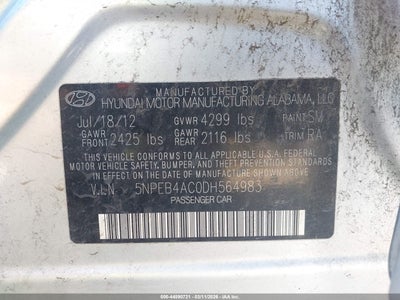 MANUFACTURED BY
HYUNDAI MOTOR MANUFACTURING ALABAMA, LLC
Jul/18/12 GVWR 4299 lbs PAINT SM
GAWR FRONT 2425 lbs GAWR REAR 2116 lbs TRIM RA
THIS VEHICLE CONFORMS TO ALL APPLICABLE U.S.A. FEDERAL
MOTOR VEHICLE SAFETY, BUMPER, AND THEFT PREVENTION
STANDARDS IN EFFECT ON THE DATE OF MANUFACTURE SHOWN ABOVE.
V.I.N 5NPEB4AC0DH564983
PASSENGER CAR